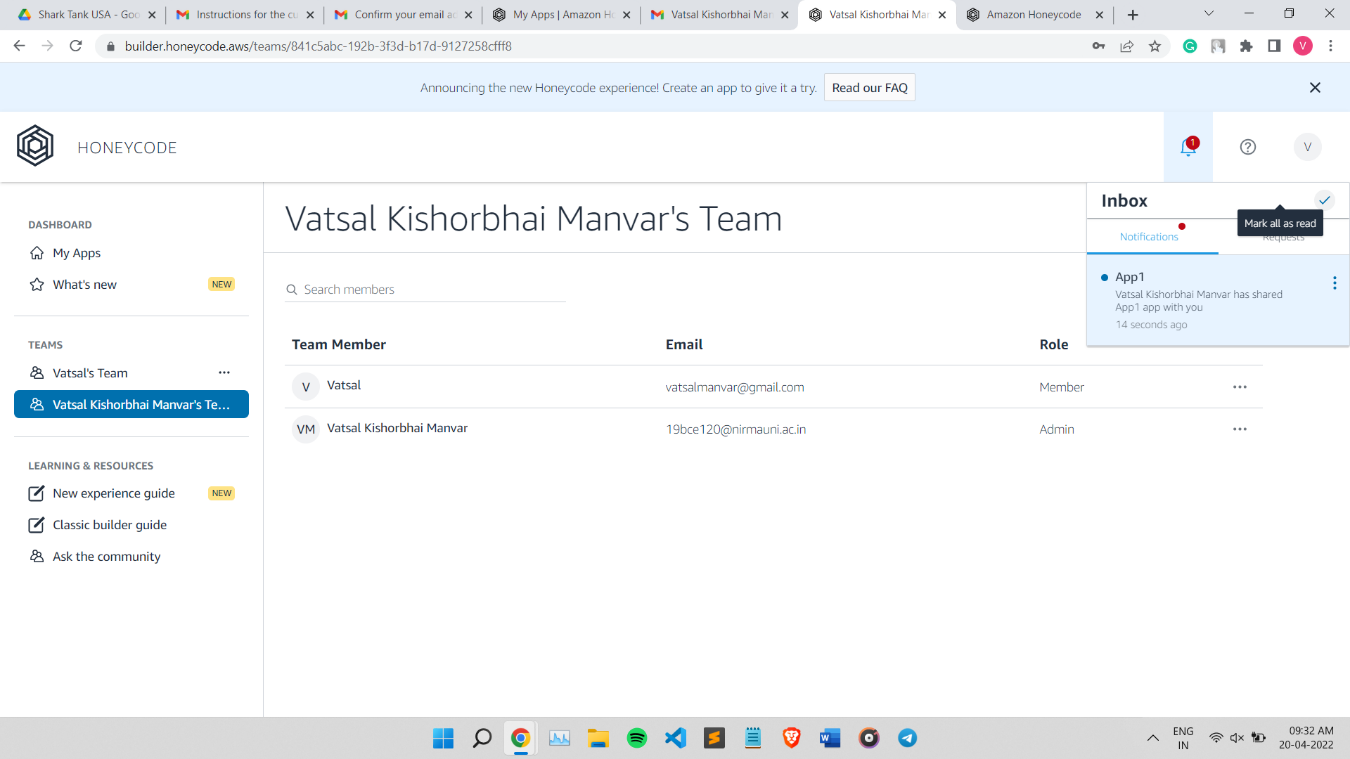 Shark Tank USA - Goo
Instructions for the cu
Confirm your email ad
My Apps | Amazon Ho
Vatsal Kishorbhai Man
Vatsal Kishorbhai Man
Amazon Honeycode
builder.honeycode.aws/teams/841c5abc-192b-3f3d-b17d-9127258cfff8
V
Announcing the new Honeycode experience! Create an app to give it a try.
Read our FAQ
HONEYCODE
1
V
DASHBOARD
My Apps
What's new
NEW
TEAMS
Vatsal's Team
Vatsal Kishorbhai Manvar's Te...
LEARNING & RESOURCES
New experience guide
NEW
Classic builder guide
Ask the community
Vatsal Kishorbhai Manvar's Team
Search members
Team Member Email Role
V Vatsal vatsalmanvar@gmail.com Member
VM Vatsal Kishorbhai Manvar 19bce120@nirmauni.ac.in Admin
Inbox
Mark all as read
Notifications
Requests
App1
Vatsal Kishorbhai Manvar has shared
App1 app with you
14 seconds ago
ENG
IN
09:32 AM
20-04-2022